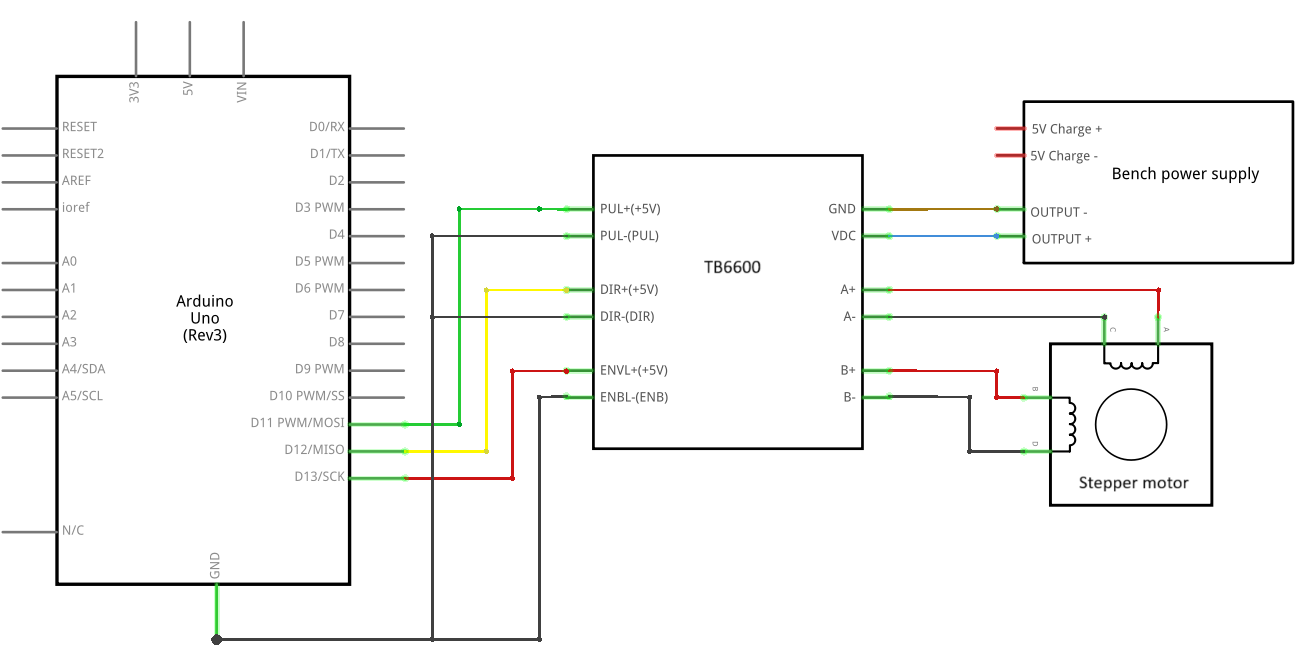 3V3
5V
VIN
RESET
RESET2
AREF
ioref
A0
A1
A2
A3
A4/SDA
A5/SCL
N/C
Arduino
Uno
(Rev3)
D0/RX
D1/TX
D2
D3 PWM
D4
D5 PWM
D6 PWM
D7
D8
D9 PWM
D10 PWM/SS
D11 PWM/MOSI
D12/MISO
D13/SCK
GND
PUL+(+5V)
PUL-(PUL)
DIR+(+5V)
DIR-(DIR)
ENVL+(+5V)
ENBL-(ENB)
TB6600
GND
VDC
A+
A-
B+
B-
5V Charge +
5V Charge -
Bench power supply
OUTPUT -
OUTPUT +
C
A
B
D
Stepper motor